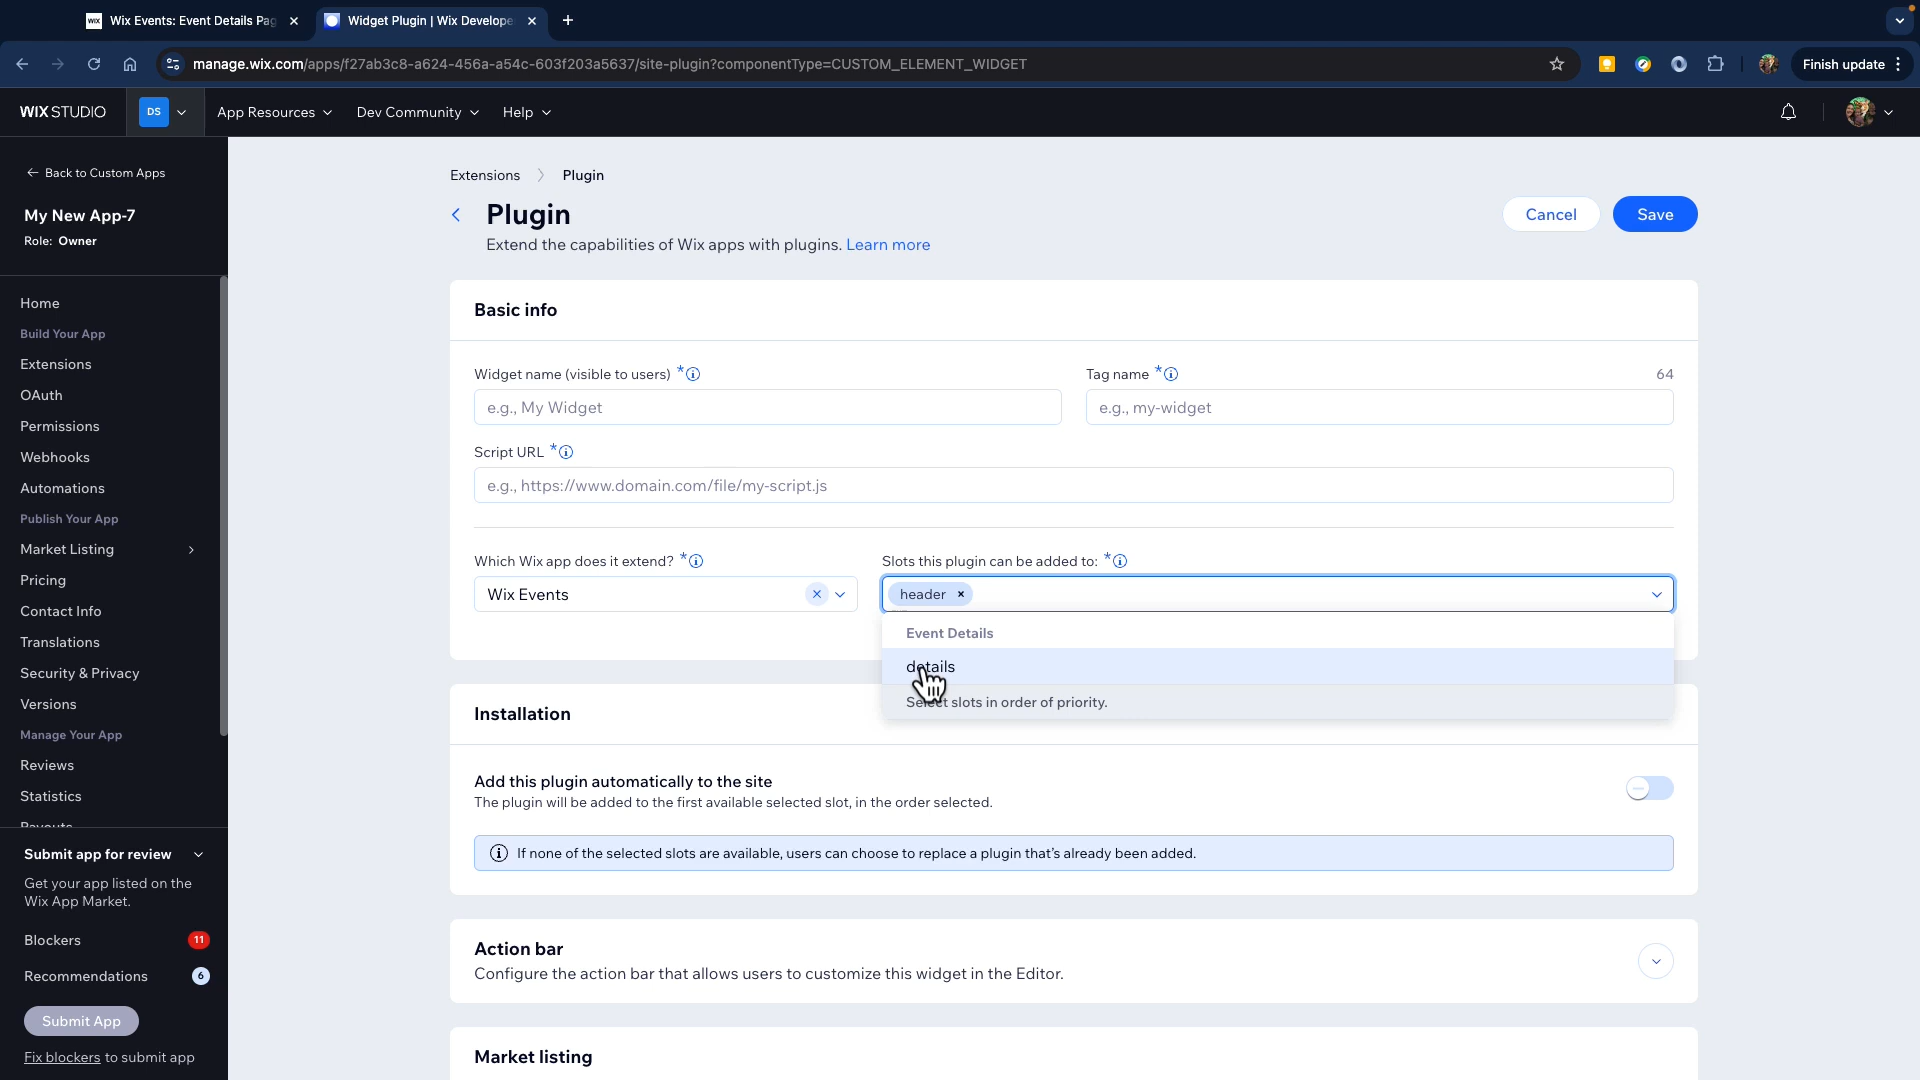 WIX Wix Events: Event Details Pag
Widget Plugin | Wix Develope
manage.wix.com/apps/f27ab3c8-a624-456a-a54c-603f203a5637/site-plugin?componentType=CUSTOM_ELEMENT_WIDGET
Finish update
WIX STUDIO
DS
App Resources
Dev Community
Help
Back to Custom Apps
My New App-7
Role: Owner
Home
Build Your App
Extensions
OAuth
Permissions
Webhooks
Automations
Publish Your App
Market Listing
Pricing
Contact Info
Translations
Security & Privacy
Versions
Manage Your App
Reviews
Statistics
Payouts
Submit app for review
Get your app listed on the
Wix App Market.
Blockers 11
Recommendations 6
Submit App
Fix blockers to submit app
Extensions
Plugin
Plugin
Extend the capabilities of Wix apps with plugins. Learn more
Cancel
Save
Basic info
Widget name (visible to users) *
e.g., My Widget
Tag name *
64
e.g., my-widget
Script URL *
e.g., https://www.domain.com/file/my-script.js
Which Wix app does it extend? *
Wix Events
Slots this plugin can be added to: *
header
Event Details
details
Select slots in order of priority.
Installation
Add this plugin automatically to the site
The plugin will be added to the first available selected slot, in the order selected.
If none of the selected slots are available, users can choose to replace a plugin that's already been added.
Action bar
Configure the action bar that allows users to customize this widget in the Editor.
Market listing